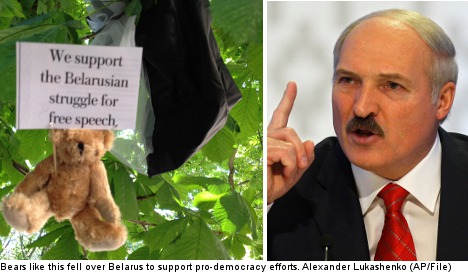 We support
the Belarusian
struggle for
free speech.
Bears like this fell over Belarus to support pro-democracy efforts. Alexander Lukashenko (AP/File)